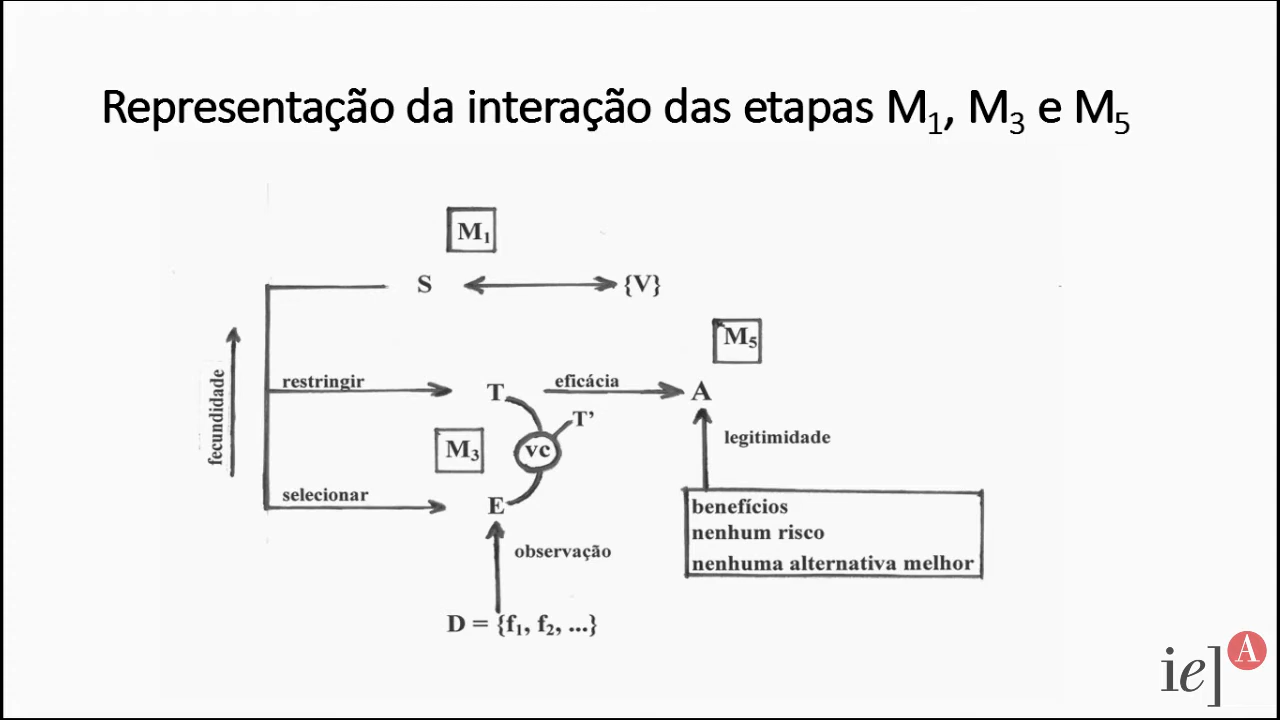 Representação da interação das etapas M₁, M₃ e M₅
M₁
S
{V}
M₅
fecundidade
restringir
T
eficácia
A
T’
legitimidade
M₃
vc
selecionar
E
benefícios
nenhum risco
nenhuma alternativa melhor
observação
D = {f₁, f₂, ...}
ie]A